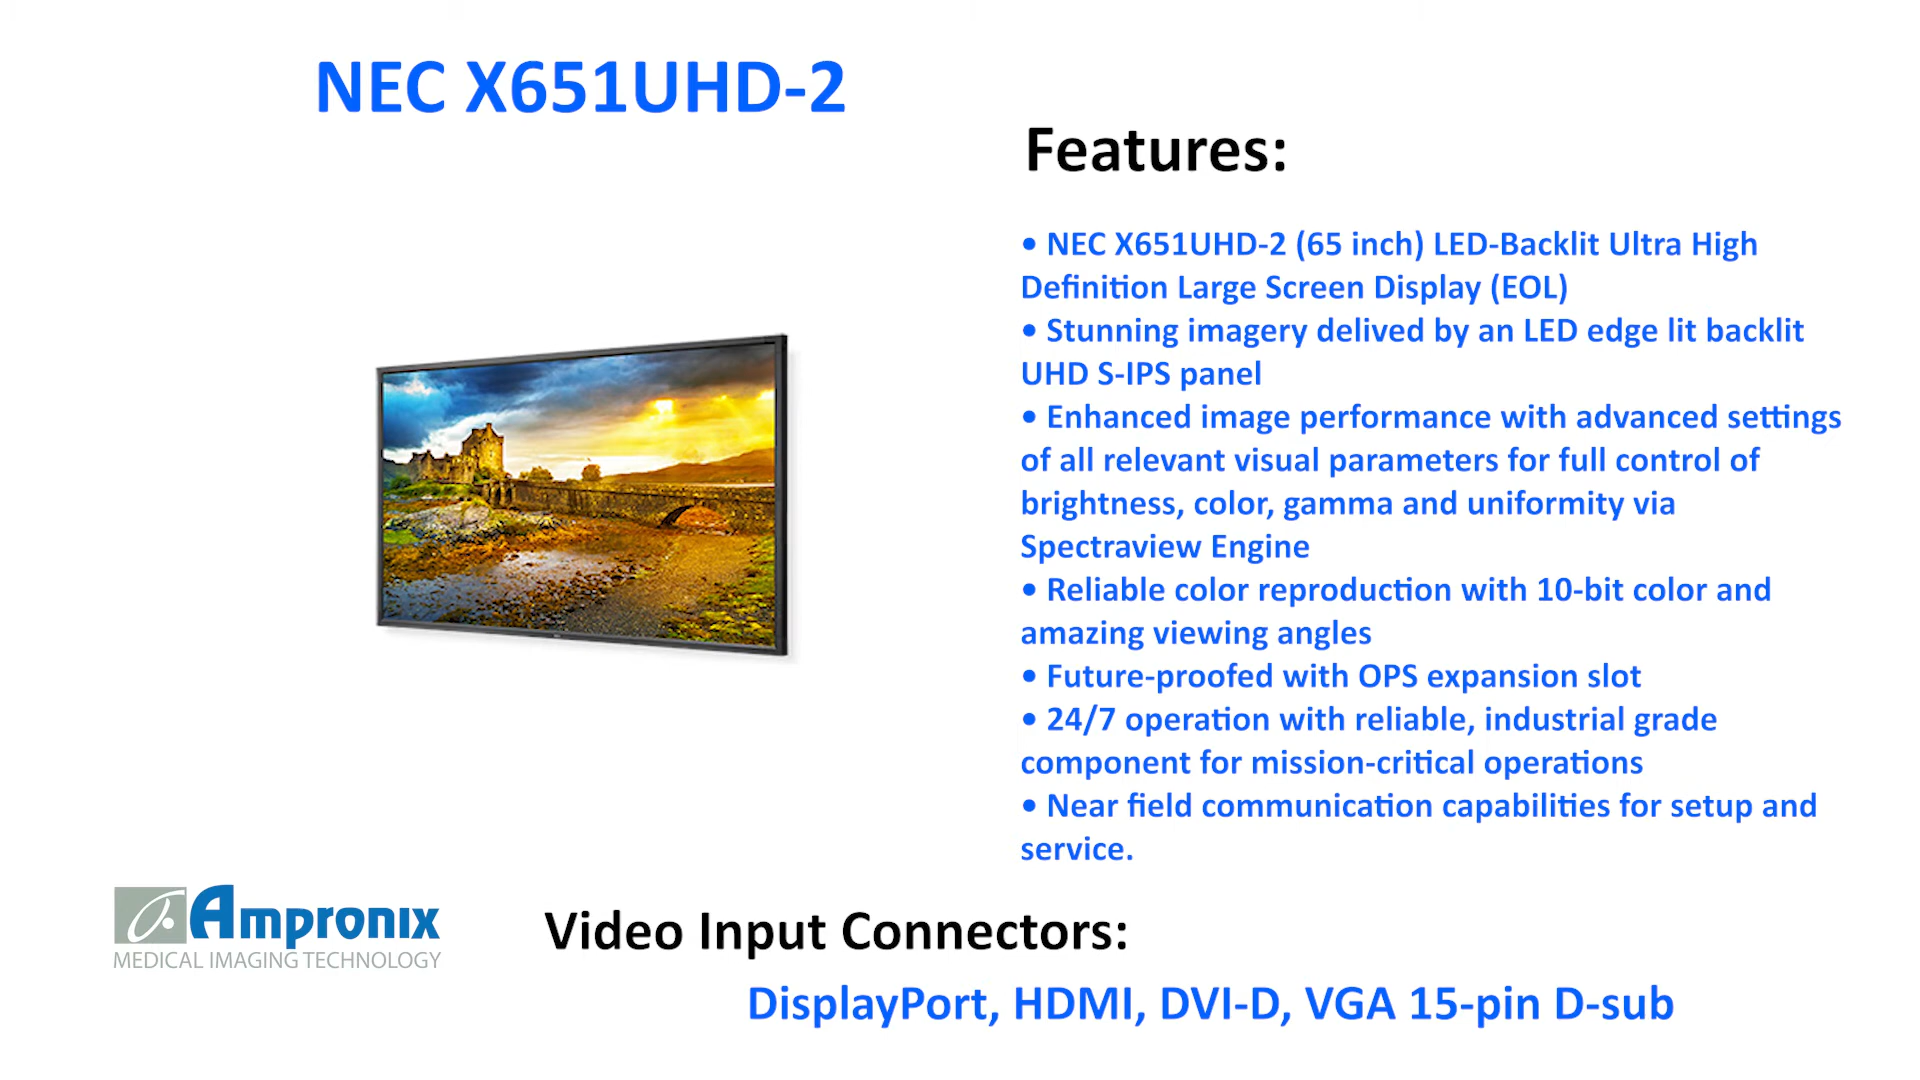 NEC X651UHD-2
Features:
• NEC X651UHD-2 (65 inch) LED-Backlit Ultra High
Definition Large Screen Display (EOL)
• Stunning imagery delived by an LED edge lit backlit
UHD S-IPS panel
• Enhanced image performance with advanced settings
of all relevant visual parameters for full control of
brightness, color, gamma and uniformity via
Spectraview Engine
• Reliable color reproduction with 10-bit color and
amazing viewing angles
• Future-proofed with OPS expansion slot
• 24/7 operation with reliable, industrial grade
component for mission-critical operations
• Near field communication capabilities for setup and
service.
Ampronix
MEDICAL IMAGING TECHNOLOGY
Video Input Connectors:
DisplayPort, HDMI, DVI-D, VGA 15-pin D-sub